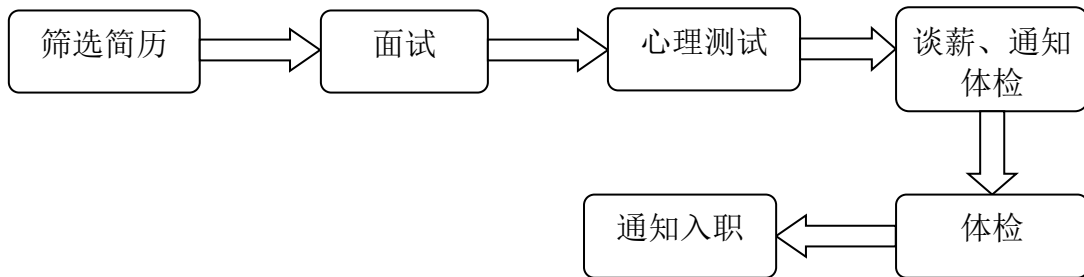 筛选简历
面试
心理测试
谈薪、通知
体检
体检
通知入职